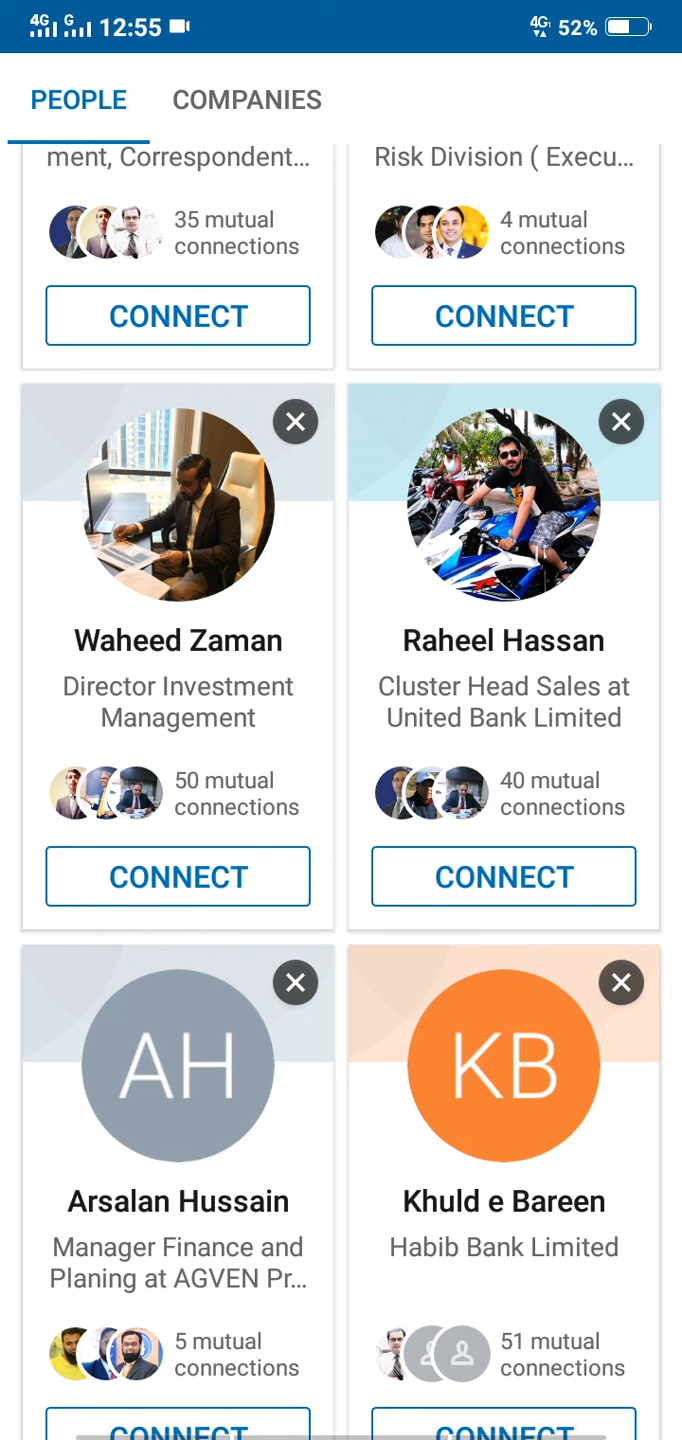 4G G 12:55 4G 52%
PEOPLE COMPANIES
ment, Correspondent...
Risk Division ( Execu...
35 mutual
connections
4 mutual
connections
CONNECT
CONNECT
Waheed Zaman
Director Investment
Management
50 mutual
connections
CONNECT
Raheel Hassan
Cluster Head Sales at
United Bank Limited
40 mutual
connections
CONNECT
AH
Arsalan Hussain
Manager Finance and
Planing at AGVEN Pr...
5 mutual
connections
CONNECT
KB
Khuld e Bareen
Habib Bank Limited
51 mutual
connections
CONNECT